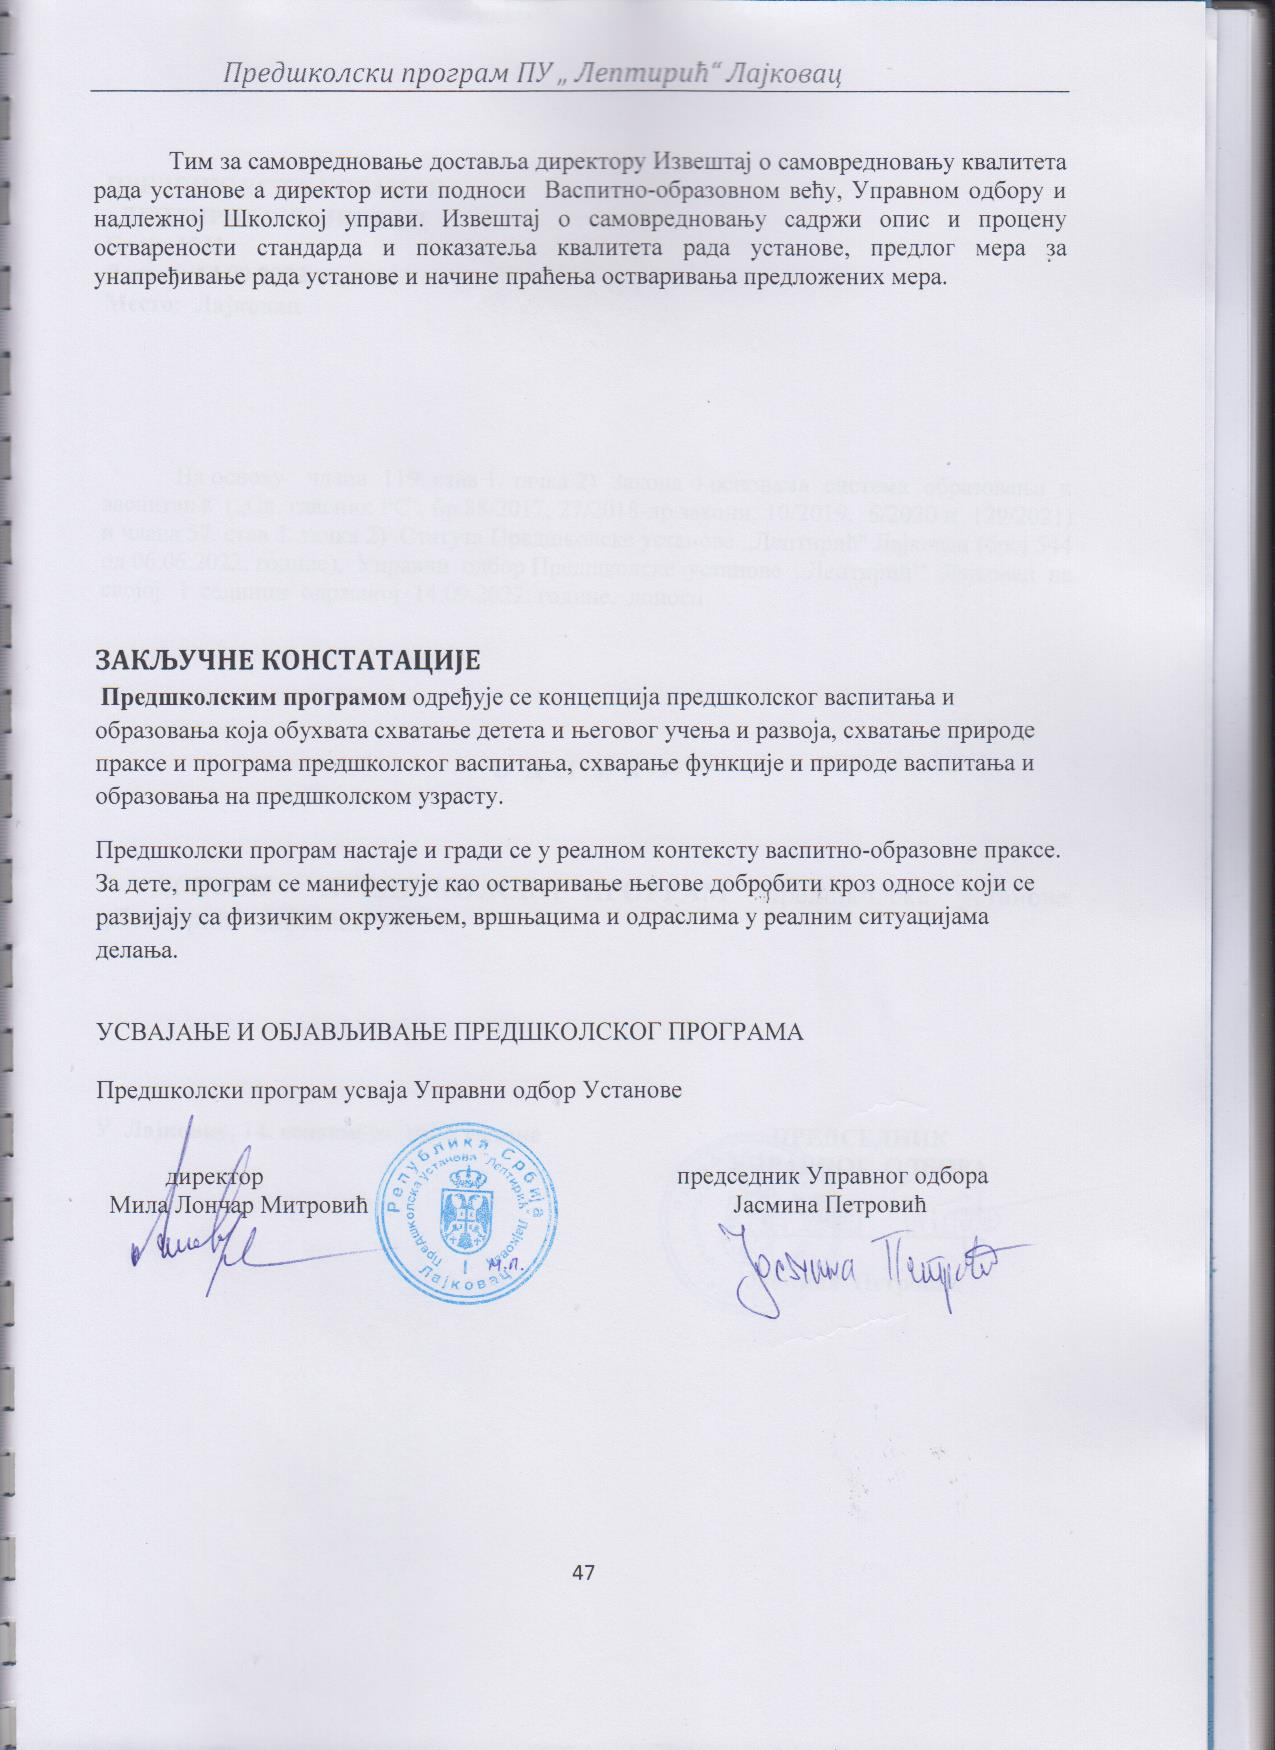 Предшколски програм ПУ „ Лептирић“ Лајковац
Тим за самовредновање доставља директору Извештај о самовредновању квалитета
рада установе а директор исти подноси Васпитно-образовном већу, Управном одбору и
надлежној Школској управи. Извештај о самовредновању садржи опис и процену
остварености стандарда и показатеља квалитета рада установе, предлог мера за
унапређивање рада установе и начине праћења остваривања предложених мера.
ЗАКЉУЧНЕ КОНСТАТАЦИЈЕ
Предшколским програмом одређује се концепција предшколског васпитања и
образовања која обухвата схватање детета и његовог учења и развоја, схватање природе
праксе и програма предшколског васпитања, схварање функције и природе васпитања и
образовања на предшколском узрасту.
Предшколски програм настаје и гради се у реалном контексту васпитно-образовне праксе.
За дете, програм се манифестује као остваривање његове добробити кроз односе који се
развијају са физичким окружењем, вршњацима и одраслима у реалним ситуацијама
делања.
УСВАЈАЊЕ И ОБЈАВЉИВАЊЕ ПРЕДШКОЛСКОГ ПРОГРАМА
Предшколски програм усваја Управни одбор Установе
директор
Мила Лончар Митровић
Република Србија
Предшколска установа "Лептирић" Лајковац
I
Лајковац
м.п.
председник Управног одбора
Јасмина Петровић
Јасмина Петровић
47